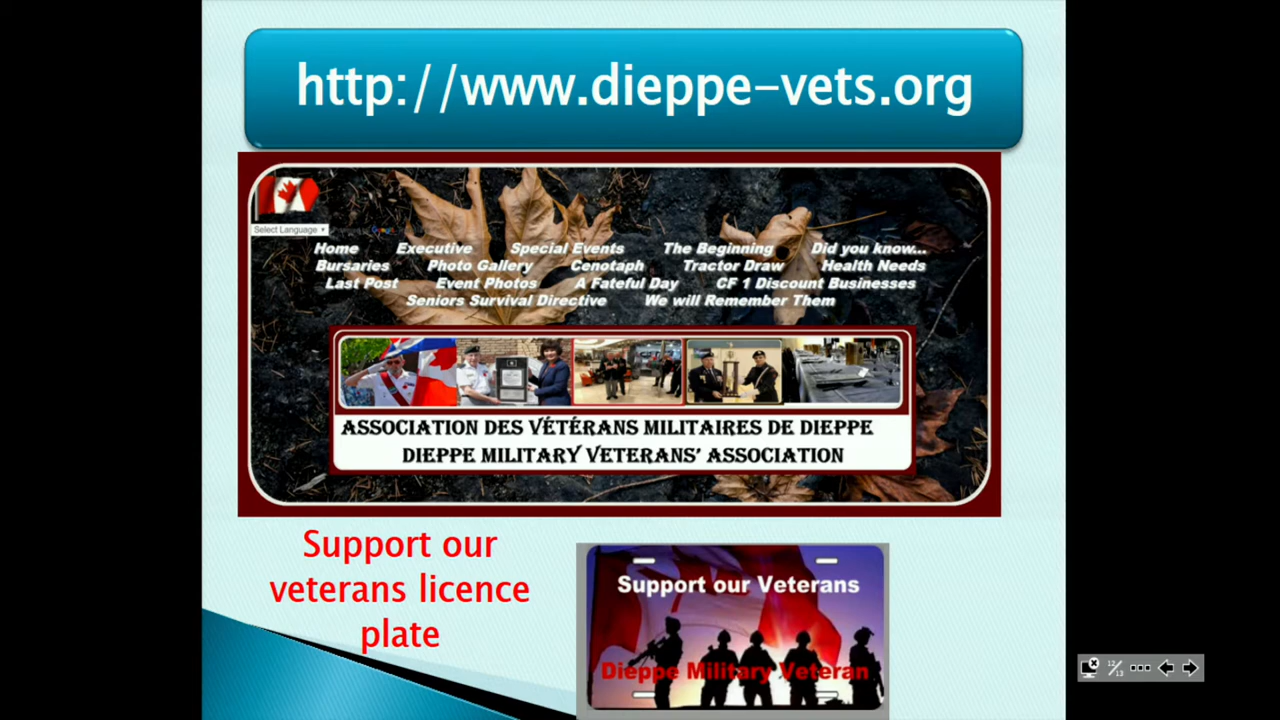 http://www.dieppe-vets.org
Select Language
Home Executive Special Events The Beginning Did you know...
Bursaries Photo Gallery Cenotaph Tractor Draw Health Needs
Last Post Event Photos A Fateful Day CF 1 Discount Businesses
Seniors Survival Directive We will Remember Them
ASSOCIATION DES VÉTÉRANS MILITAIRES DE DIEPPE
DIEPPE MILITARY VETERANS' ASSOCIATION
Support our
veterans licence
plate
Support our Veterans
Dieppe Military Veteran
12/13